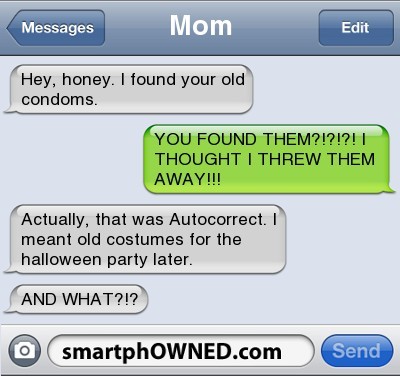 Messages
Mom
Edit
Hey, honey. I found your old
condoms.
YOU FOUND THEM?!?!?! I
THOUGHT I THREW THEM
AWAY!!!
Actually, that was Autocorrect. I
meant old costumes for the
halloween party later.
AND WHAT?!?
smartphOWNED.com
Send